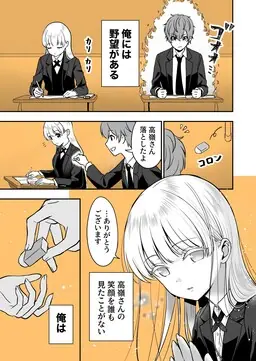 ゴオオオ
俺には
野望がある
カリ
カリ
高嶺さん
落としたよ
コロン
…ありがとう
ございます
高嶺さんの
笑顔を誰も
見たことがない
俺は